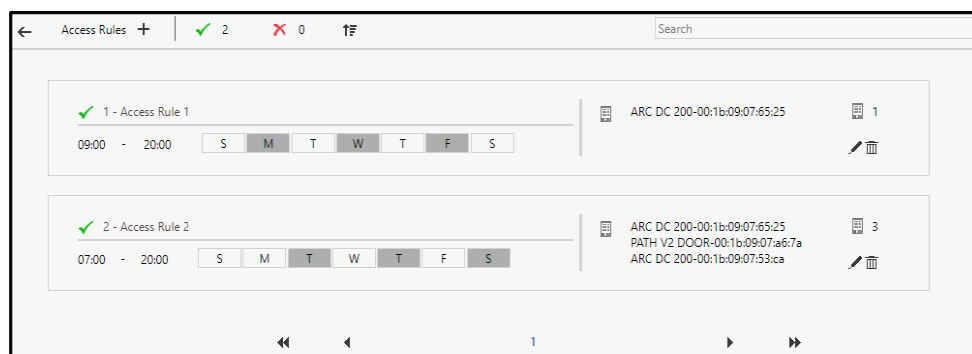 Access Rules + 2 0 Search
1 - Access Rule 1 ARC DC 200-00:1b:09:07:65:25 1
09:00 - 20:00 S M T W T F S
2 - Access Rule 2 ARC DC 200-00:1b:09:07:65:25 3
PATH V2 DOOR-00:1b:09:07:a6:7a
07:00 - 20:00 S M T W T F S ARC DC 200-00:1b:09:07:53:ca
1